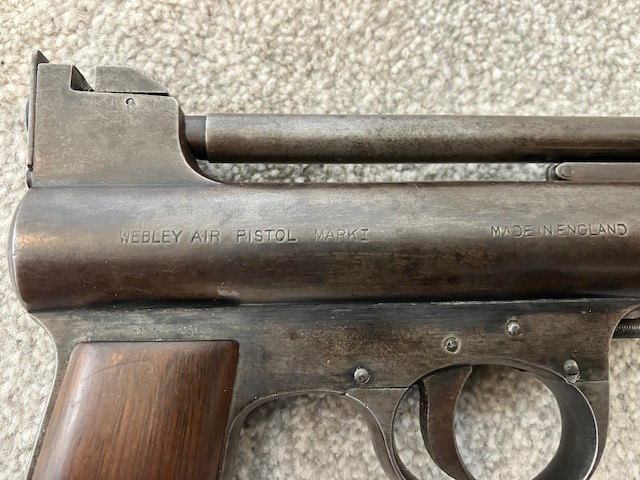 WEBLEY AIR PISTOL MARK I
MADE IN ENGLAND